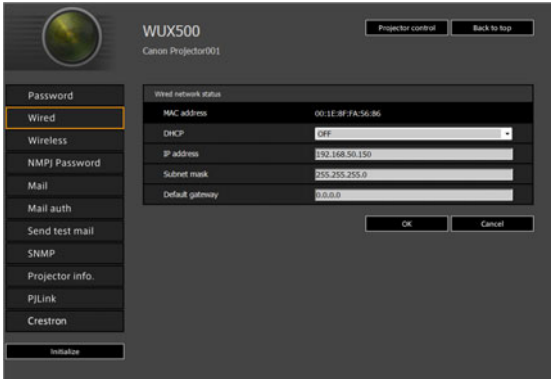 WUX500
Canon Projector001
Projector control
Back to top
Password
Wired
Wireless
NMPJ Password
Mail
Mail auth
Send test mail
SNMP
Projector info.
PJLink
Crestron
Initialize
Wired network status
MAC address 00:1E:8F:FA:56:86
DHCP OFF
IP address 192.168.50.150
Subnet mask 255.255.255.0
Default gateway 0.0.0.0
OK
Cancel